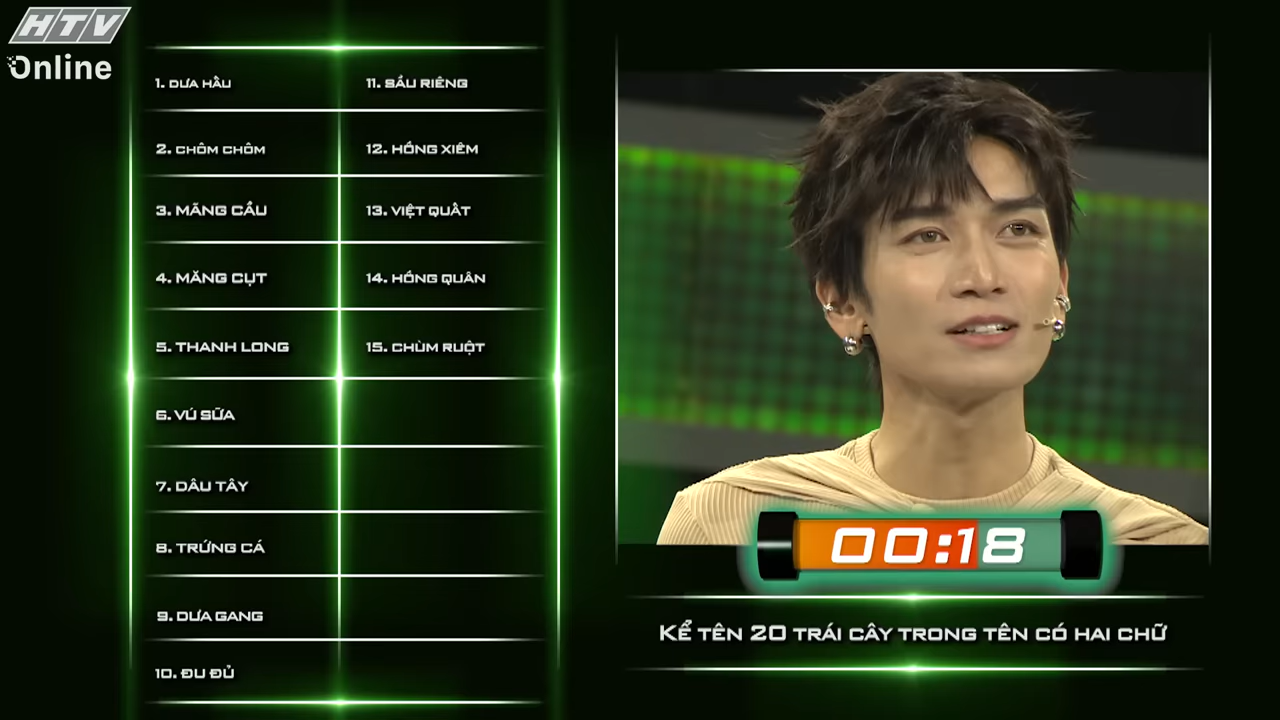 HTV
Online
1. DƯA HẤU
2. CHÔM CHÔM
3. MÃNG CẦU
4. MĂNG CỤT
5. THANH LONG
6. VÚ SỮA
7. DÂU TÂY
8. TRỨNG CÁ
9. DƯA GANG
10. ĐU ĐỦ
11. SẦU RIÊNG
12. HỒNG XIÊM
13. VIỆT QUẤT
14. HỒNG QUÂN
15. CHÙM RUỘT
00:18
KỂ TÊN 20 TRÁI CÂY TRONG TÊN CÓ HAI CHỮ